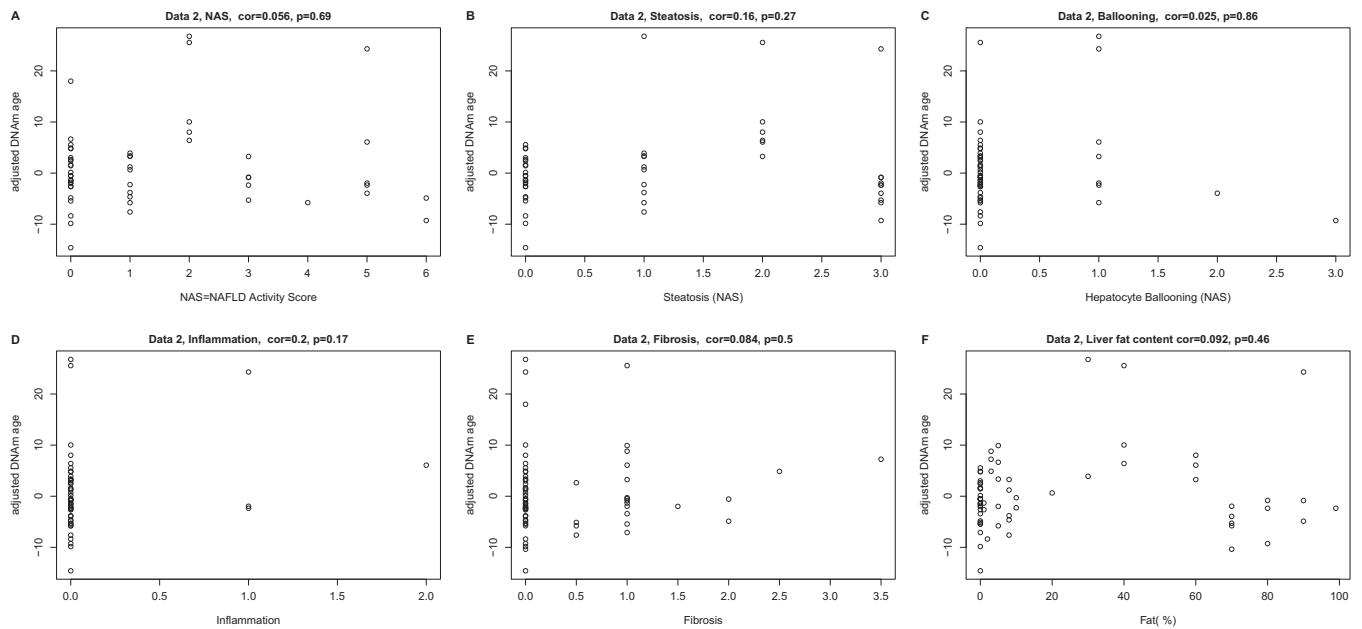 A
Data 2, NAS, cor=0.056, p=0.69
adjusted DNAm age
−10 0 10 20
0 1 2 3 4 5 6
NAS=NAFLD Activity Score
B
Data 2, Steatosis, cor=0.16, p=0.27
adjusted DNAm age
−10 0 10 20
0.0 0.5 1.0 1.5 2.0 2.5 3.0
Steatosis (NAS)
C
Data 2, Ballooning, cor=0.025, p=0.86
adjusted DNAm age
−10 0 10 20
0.0 0.5 1.0 1.5 2.0 2.5 3.0
Hepatocyte Ballooning (NAS)
D
Data 2, Inflammation, cor=0.2, p=0.17
adjusted DNAm age
−10 0 10 20
0.0 0.5 1.0 1.5 2.0
Inflammation
E
Data 2, Fibrosis, cor=0.084, p=0.5
adjusted DNAm age
−10 0 10 20
0.0 0.5 1.0 1.5 2.0 2.5 3.0 3.5
Fibrosis
F
Data 2, Liver fat content cor=0.092, p=0.46
adjusted DNAm age
−10 0 10 20
0 20 40 60 80 100
Fat( %)